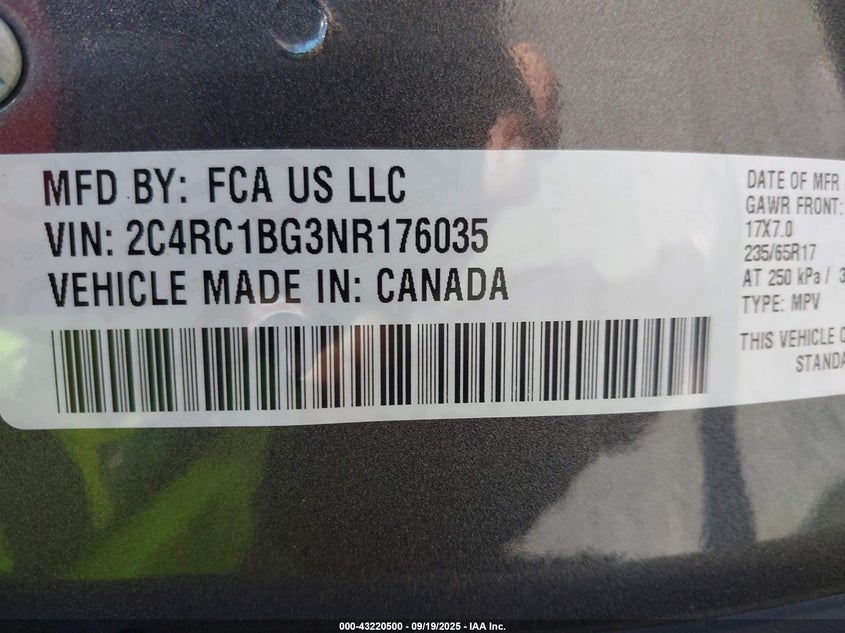 MFD BY: FCA US LLC
VIN: 2C4RC1BG3NR176035
VEHICLE MADE IN: CANADA
DATE OF MFR
GAWR FRONT:
17X7.0
235/65R17
AT 250 kPa / 3
TYPE: MPV
THIS VEHICLE C
STANDA
000-43220500 - 09/19/2025 - IAA Inc.